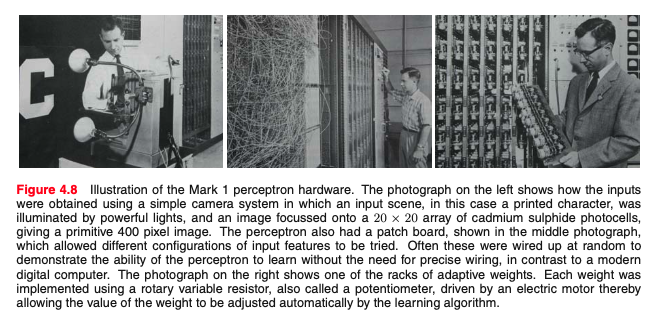 C
Figure 4.8 Illustration of the Mark 1 perceptron hardware. The photograph on the left shows how the inputs
were obtained using a simple camera system in which an input scene, in this case a printed character, was
illuminated by powerful lights, and an image focussed onto a 20 × 20 array of cadmium sulphide photocells,
giving a primitive 400 pixel image. The perceptron also had a patch board, shown in the middle photograph,
which allowed different configurations of input features to be tried. Often these were wired up at random to
demonstrate the ability of the perceptron to learn without the need for precise wiring, in contrast to a modern
digital computer. The photograph on the right shows one of the racks of adaptive weights. Each weight was
implemented using a rotary variable resistor, also called a potentiometer, driven by an electric motor thereby
allowing the value of the weight to be adjusted automatically by the learning algorithm.